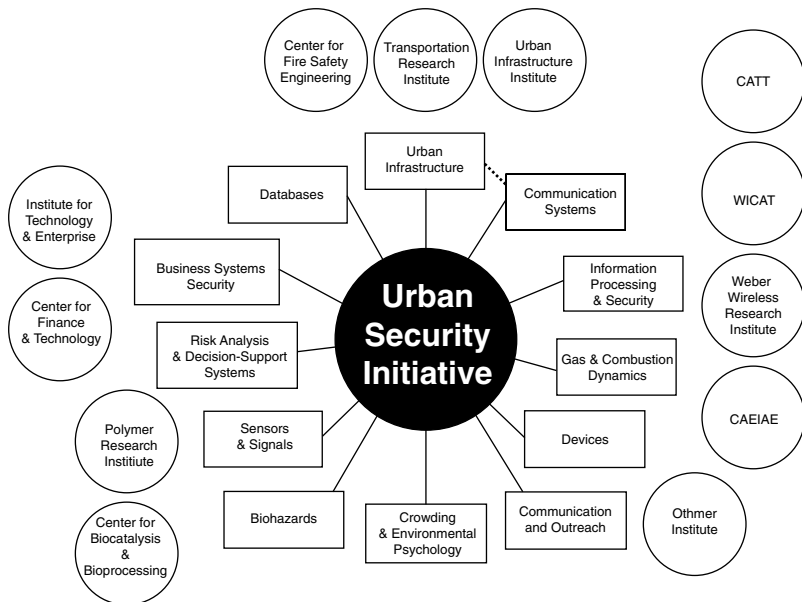 Center for
Fire Safety
Engineering
Transportation
Research
Institute
Urban
Infrastructure
Institute
CATT
Urban
Infrastructure
Databases
Communication
Systems
WICAT
Institute for
Technology
& Enterprise
Business Systems
Security
Information
Processing
& Security
Weber
Wireless
Research
Institute
Center for
Finance
& Technology
Urban
Security
Initiative
Risk Analysis
& Decision-Support
Systems
Gas & Combustion
Dynamics
CAEIAE
Polymer
Research
Institiute
Sensors
& Signals
Devices
Center for
Biocatalysis
&
Bioprocessing
Biohazards
Crowding
& Environmental
Psychology
Communication
and Outreach
Othmer
Institute